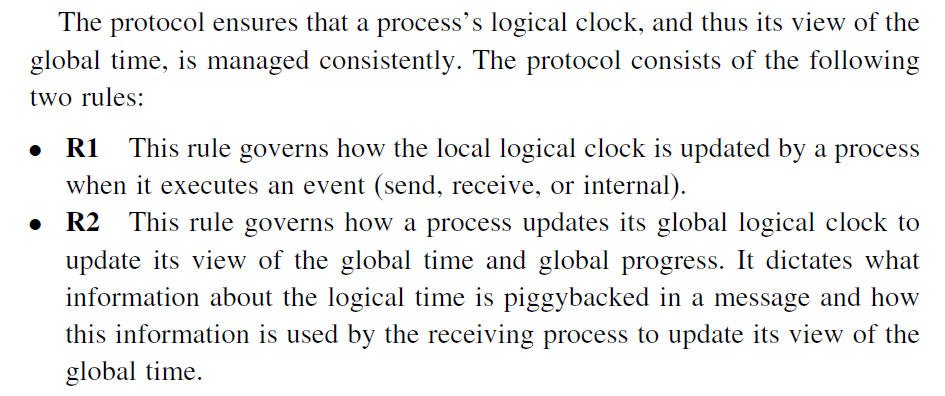 The protocol ensures that a process’s logical clock, and thus its view of the
global time, is managed consistently. The protocol consists of the following
two rules:
• R1 This rule governs how the local logical clock is updated by a process
when it executes an event (send, receive, or internal).
• R2 This rule governs how a process updates its global logical clock to
update its view of the global time and global progress. It dictates what
information about the logical time is piggybacked in a message and how
this information is used by the receiving process to update its view of the
global time.